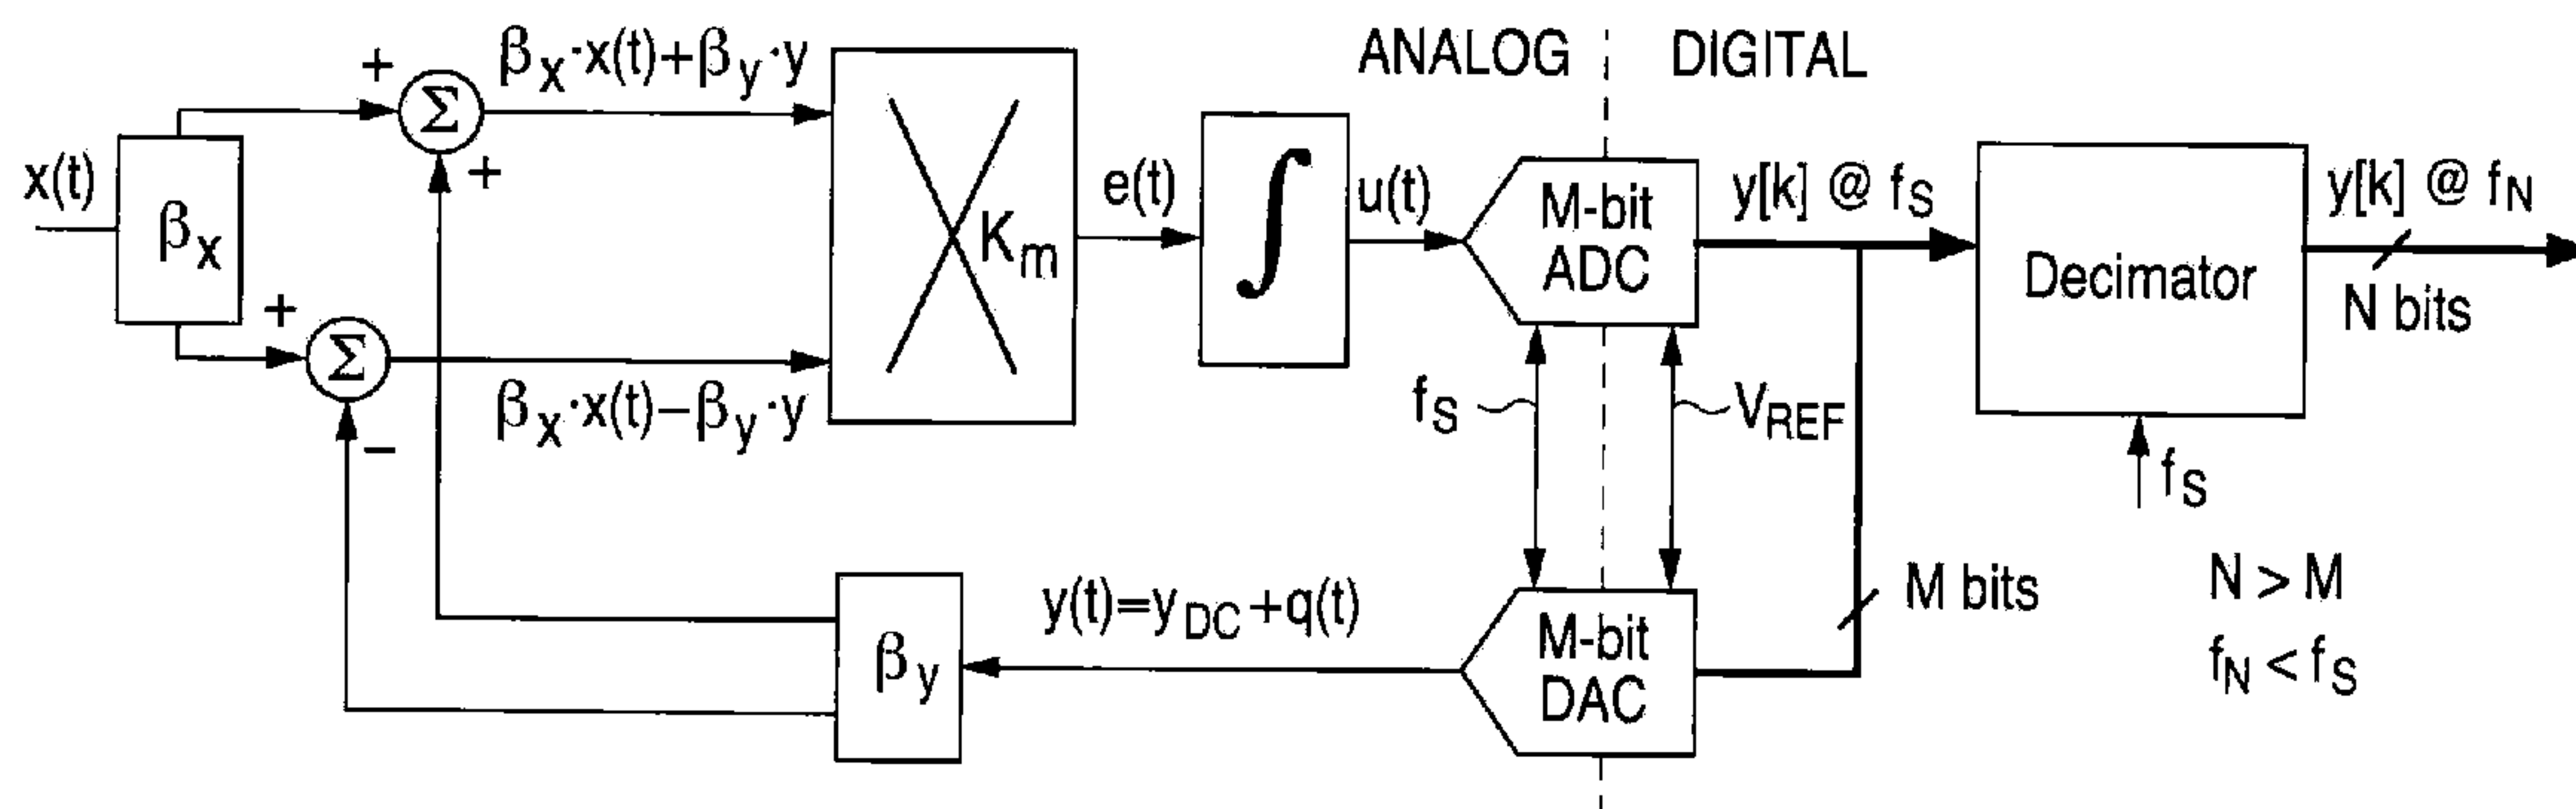 x(t)
βx
+
Σ
+
βx·x(t)+βy·y
+
Σ
−
βx·x(t)−βy·y
Km
e(t)
∫
u(t)
ANALOG
DIGITAL
M-bit
ADC
y[k] @ fS
Decimator
y[k] @ fN
N bits
fS
fS
VREF
M bits
N > M
fN < fS
M-bit
DAC
y(t)=yDC+q(t)
βy